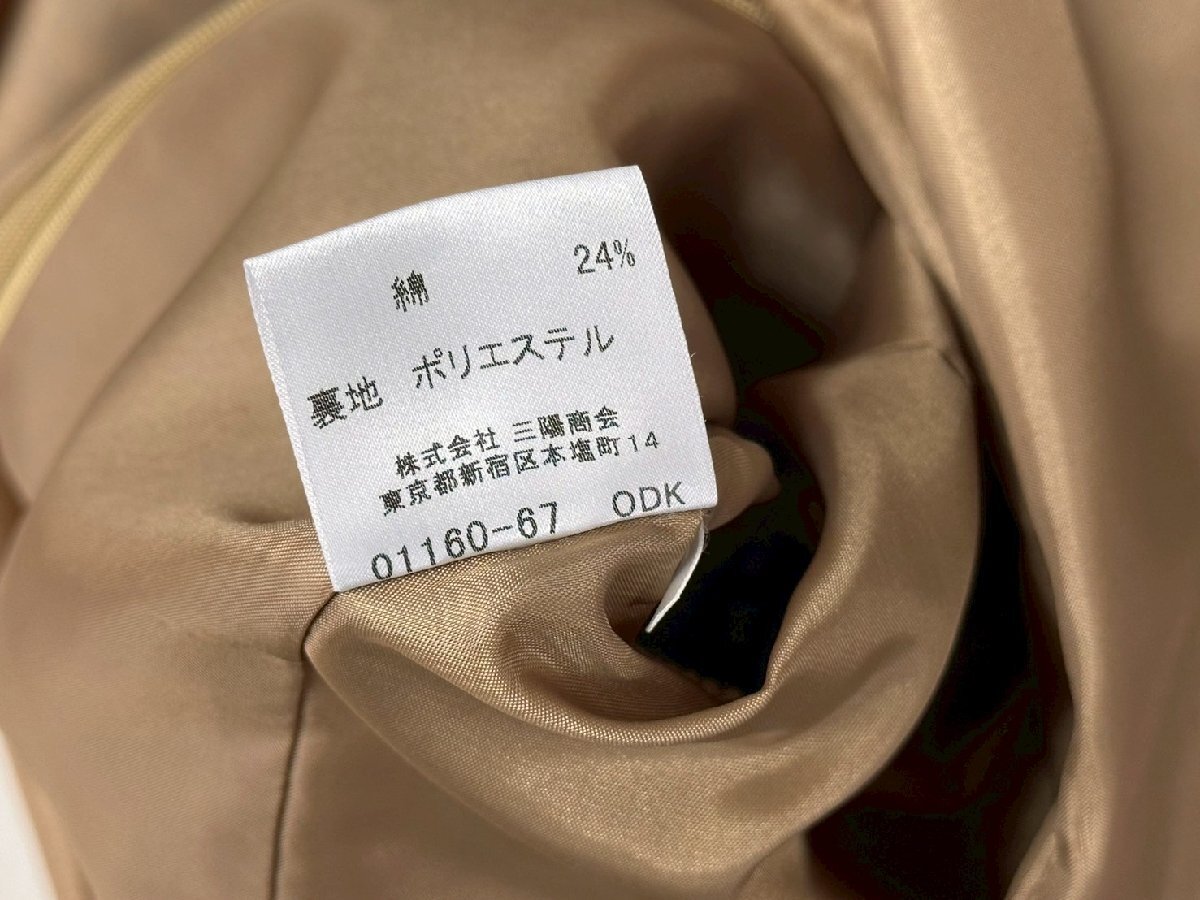 綿 24%
裏地 ポリエステル
株式会社 三陽商会
東京都新宿区本塩町14
01160-67 ODK